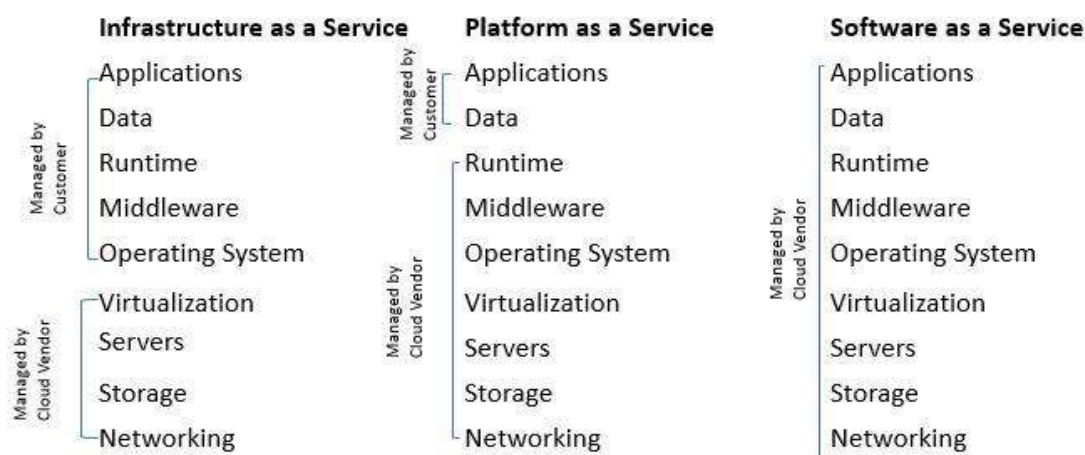 Infrastructure as a Service
Applications
Data
Runtime
Middleware
Operating System
Virtualization
Servers
Storage
Networking
Managed by
Customer
Managed by
Cloud Vendor
Platform as a Service
Applications
Data
Runtime
Middleware
Operating System
Virtualization
Servers
Storage
Networking
Managed by
Customer
Managed by
Cloud Vendor
Software as a Service
Applications
Data
Runtime
Middleware
Operating System
Virtualization
Servers
Storage
Networking
Managed by
Cloud Vendor